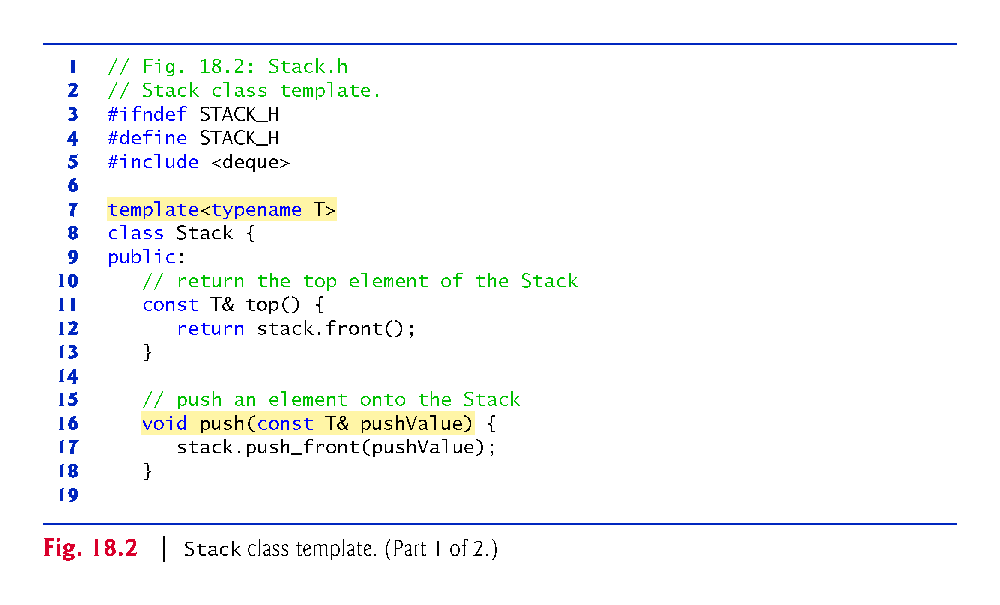 1 // Fig. 18.2: Stack.h
2 // Stack class template.
3 #ifndef STACK_H
4 #define STACK_H
5 #include <deque>
6
7 template<typename T>
8 class Stack {
9 public:
10    // return the top element of the Stack
11    const T& top() {
12       return stack.front();
13    }
14
15    // push an element onto the Stack
16    void push(const T& pushValue) {
17       stack.push_front(pushValue);
18    }
19
Fig. 18.2 | Stack class template. (Part 1 of 2.)